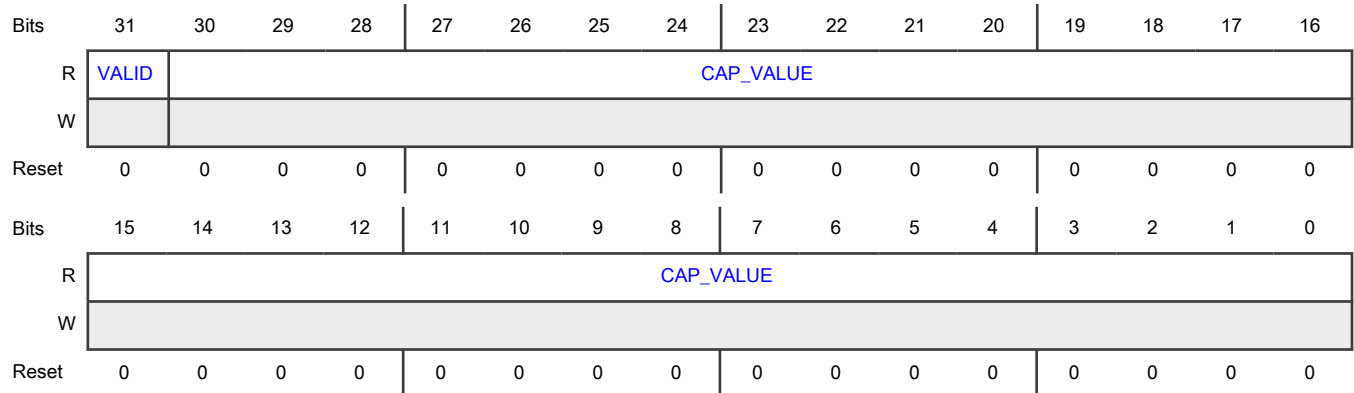 Bits 31 30 29 28 27 26 25 24 23 22 21 20 19 18 17 16
R VALID CAP_VALUE
W
Reset 0 0 0 0 0 0 0 0 0 0 0 0 0 0 0 0
Bits 15 14 13 12 11 10 9 8 7 6 5 4 3 2 1 0
R CAP_VALUE
W
Reset 0 0 0 0 0 0 0 0 0 0 0 0 0 0 0 0